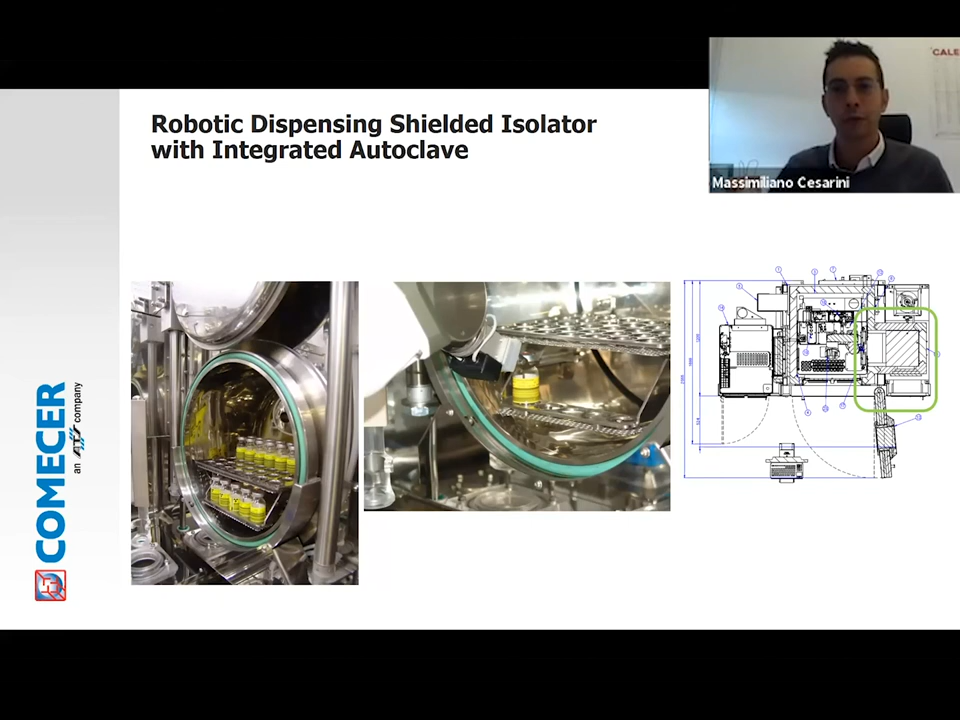 Robotic Dispensing Shielded Isolator
with Integrated Autoclave
CALE
Massimiliano Cesarini
COMECER
an ATS company